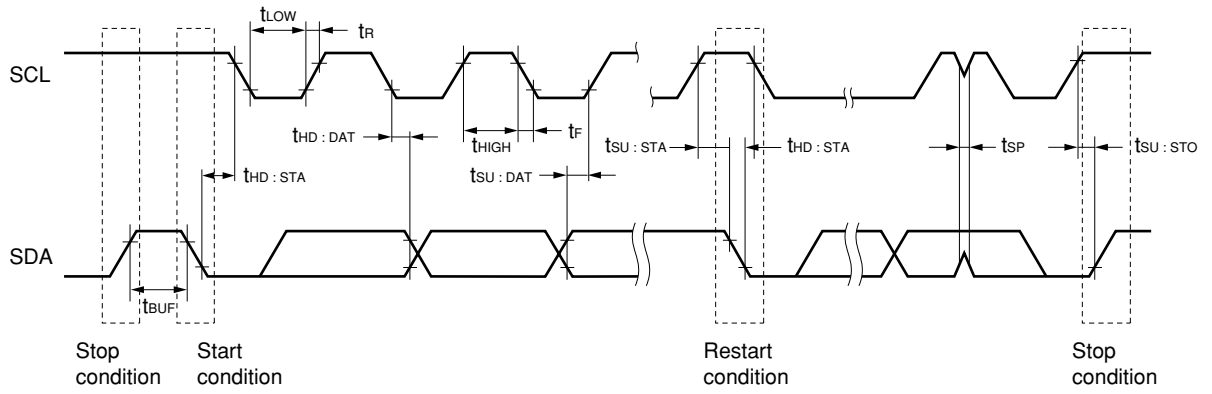 tLOW
tR
SCL
tHD : DAT
tHIGH
tF
tSU : STA
tHD : STA
tSP
tSU : STO
tHD : STA
tSU : DAT
SDA
tBUF
Stop
condition
Start
condition
Restart
condition
Stop
condition